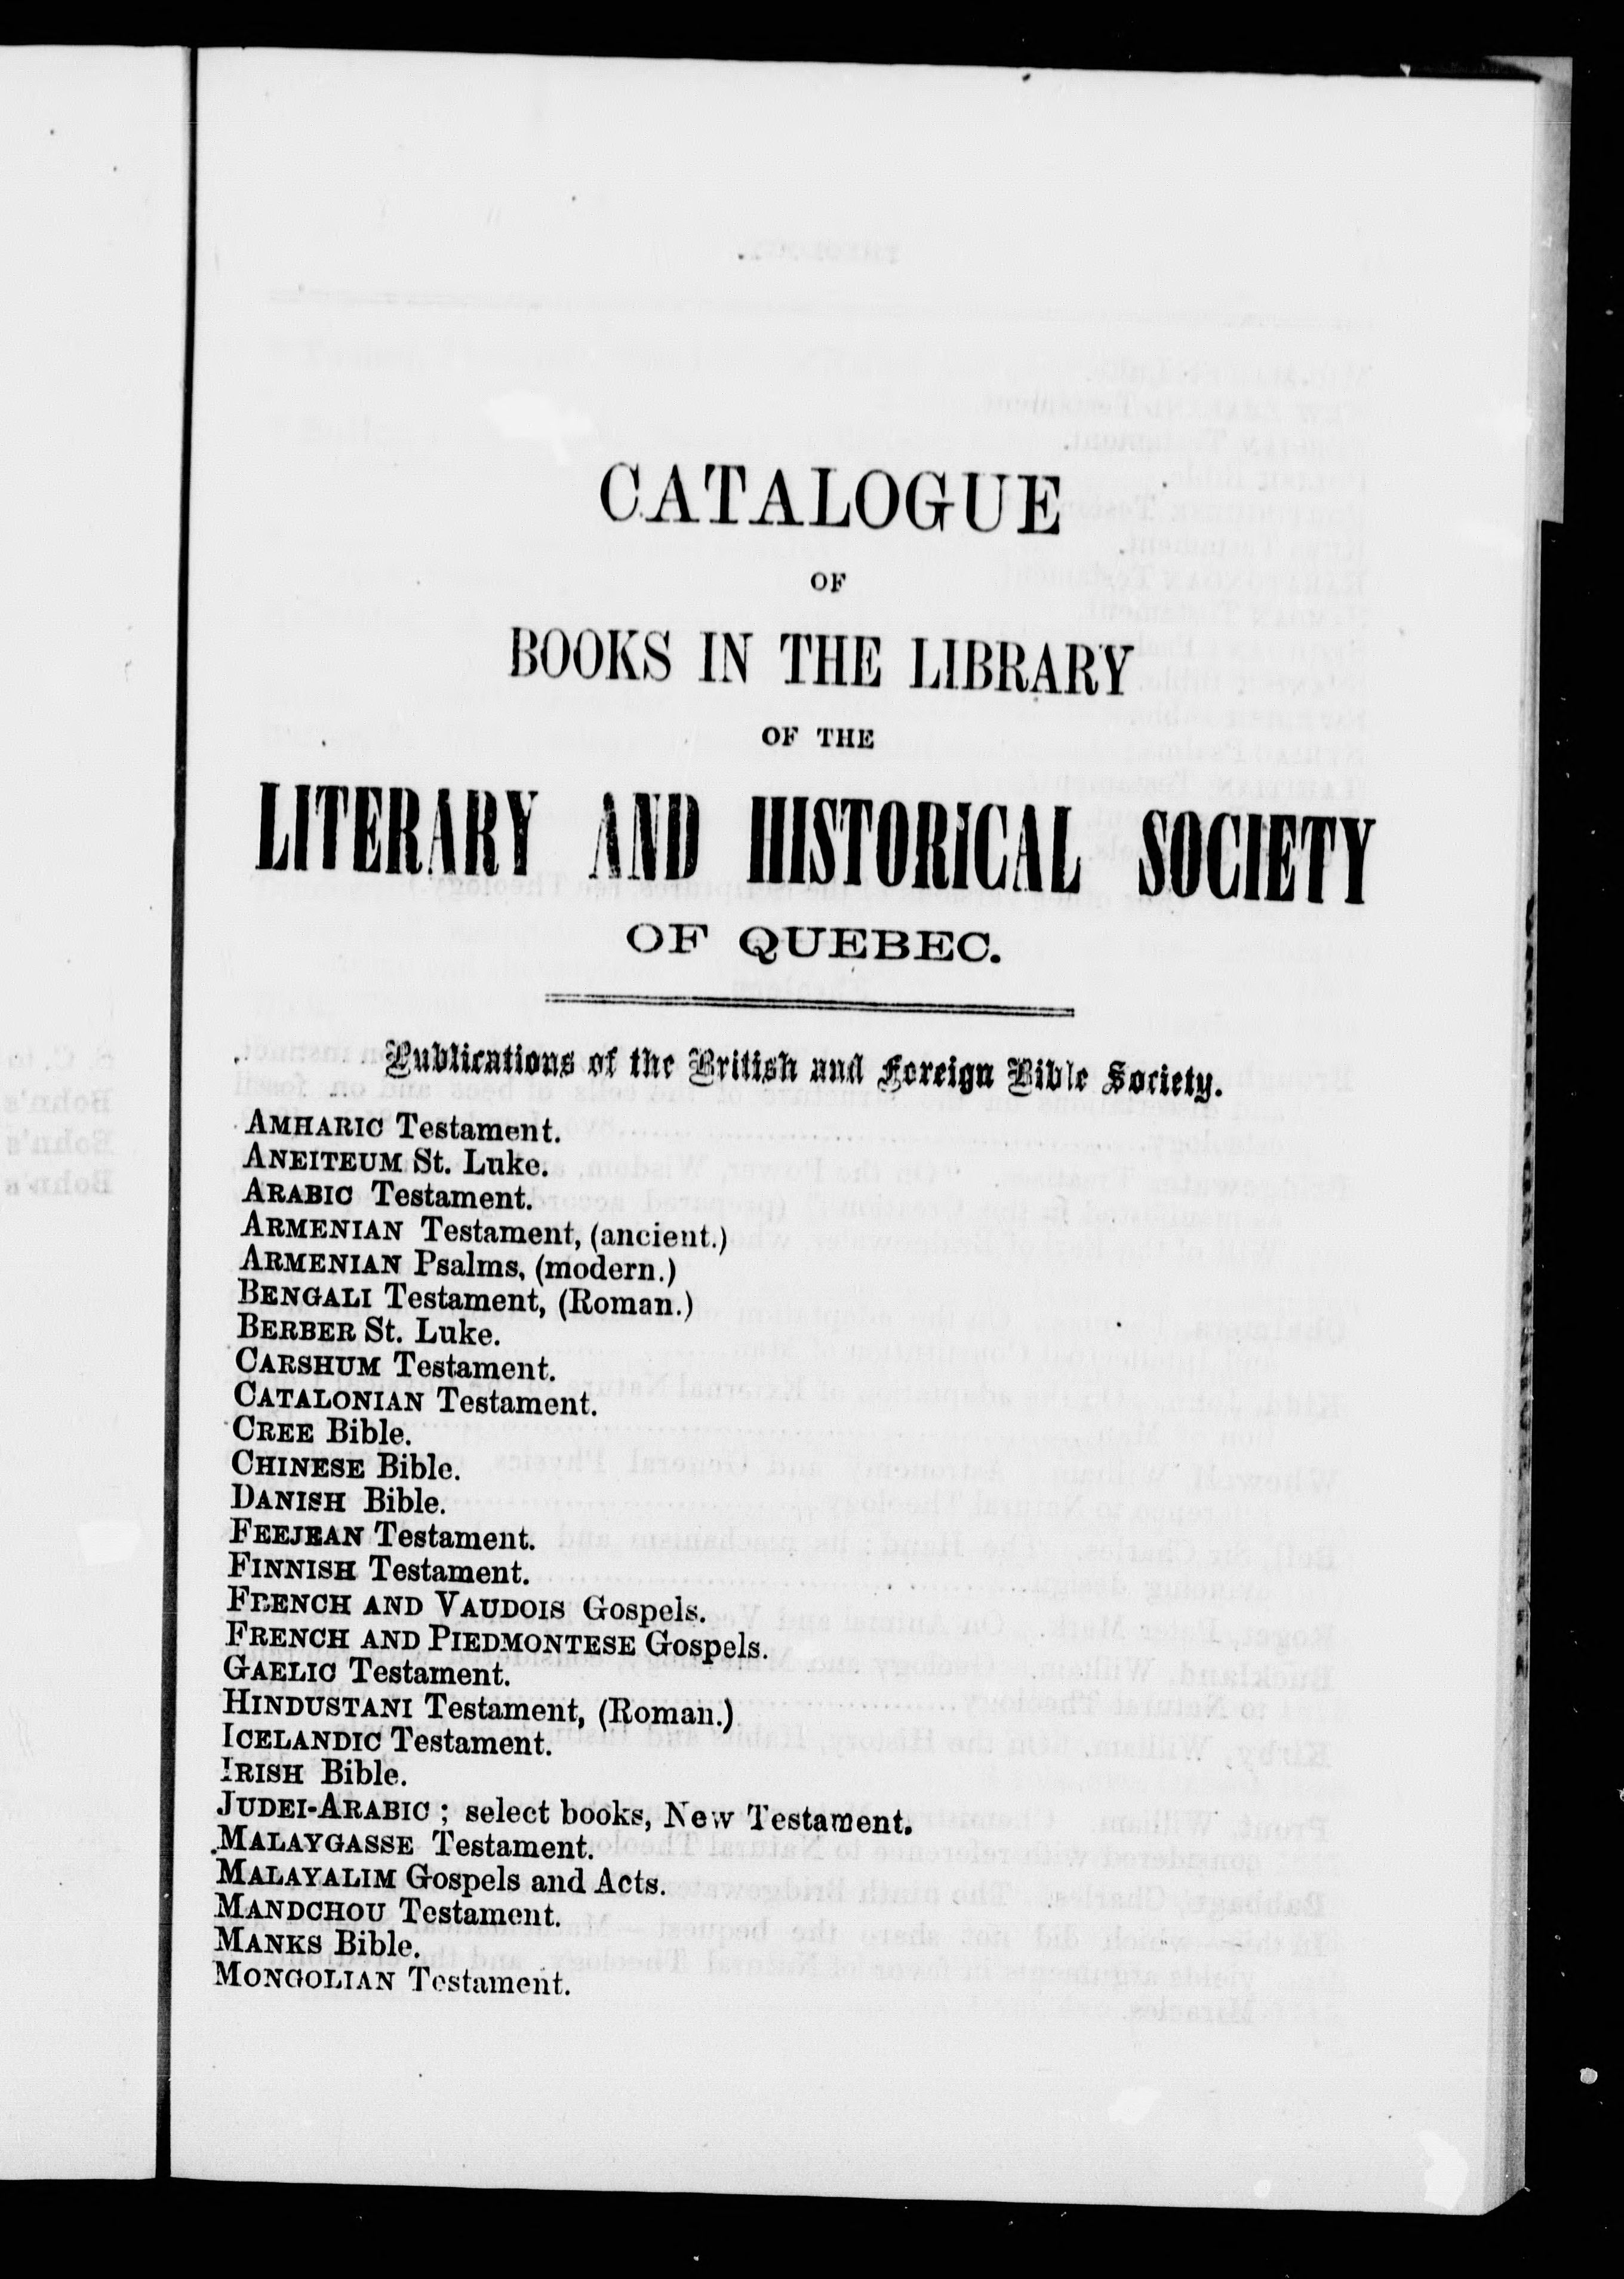 CATALOGUE
OF
BOOKS IN THE LIBRARY
OF THE
LITERARY AND HISTORICAL SOCIETY
OF QUEBEC.
Publications of the British and Foreign Bible Society.
AMHARIC Testament.
ANEITEUM St. Luke.
ARABIC Testament.
ARMENIAN Testament, (ancient.)
ARMENIAN Psalms, (modern.)
BENGALI Testament, (Roman.)
BERBER St. Luke.
CARSHUM Testament.
CATALONIAN Testament.
CREE Bible.
CHINESE Bible.
DANISH Bible.
FEEJEAN Testament.
FINNISH Testament.
FRENCH AND VAUDOIS Gospels.
FRENCH AND PIEDMONTESE Gospels.
GAELIC Testament.
HINDUSTANI Testament, (Roman.)
ICELANDIC Testament.
IRISH Bible.
JUDEI-ARABIC ; select books, New Testament.
MALAYGASSE Testament.
MALAYALIM Gospels and Acts.
MANDCHOU Testament.
MANKS Bible.
MONGOLIAN Testament.